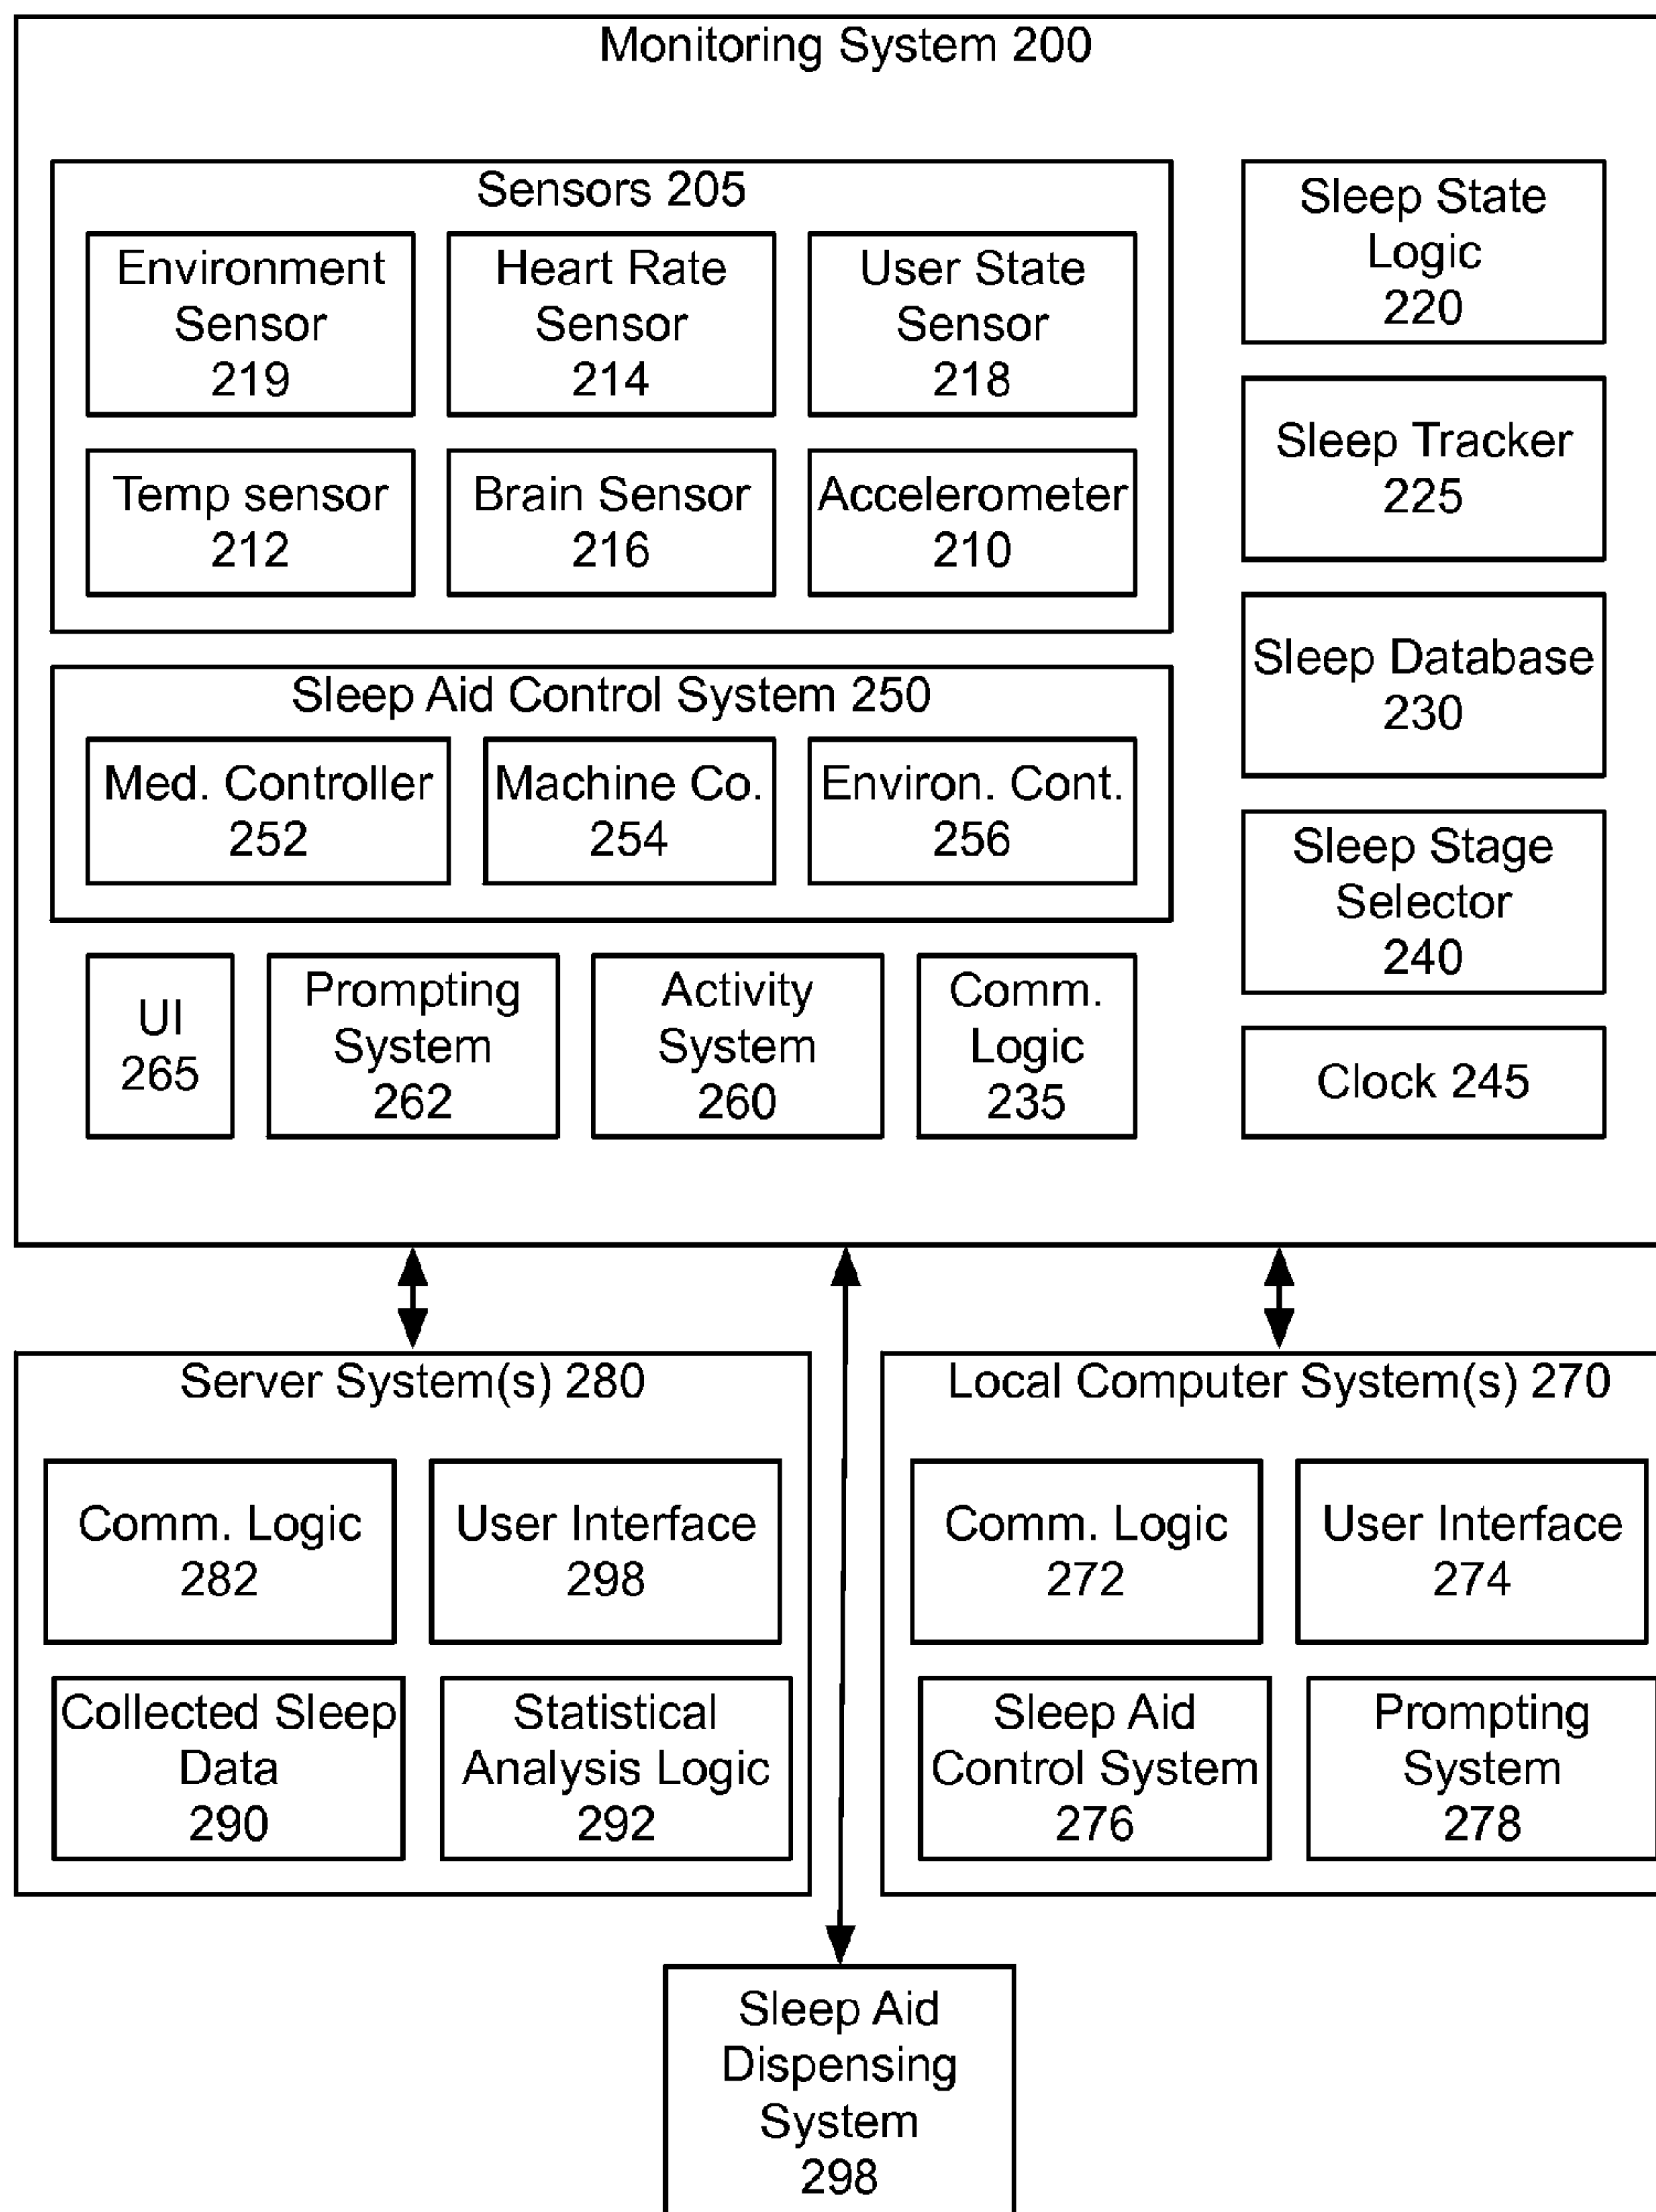 Monitoring System 200
Sensors 205
Environment
Sensor
219
Heart Rate
Sensor
214
User State
Sensor
218
Temp sensor
212
Brain Sensor
216
Accelerometer
210
Sleep Aid Control System 250
Med. Controller
252
Machine Co.
254
Environ. Cont.
256
UI
265
Prompting
System
262
Activity
System
260
Comm.
Logic
235
Sleep State
Logic
220
Sleep Tracker
225
Sleep Database
230
Sleep Stage
Selector
240
Clock 245
Server System(s) 280
Comm. Logic
282
User Interface
298
Collected Sleep
Data
290
Statistical
Analysis Logic
292
Local Computer System(s) 270
Comm. Logic
272
User Interface
274
Sleep Aid
Control System
276
Prompting
System
278
Sleep Aid
Dispensing
System
298